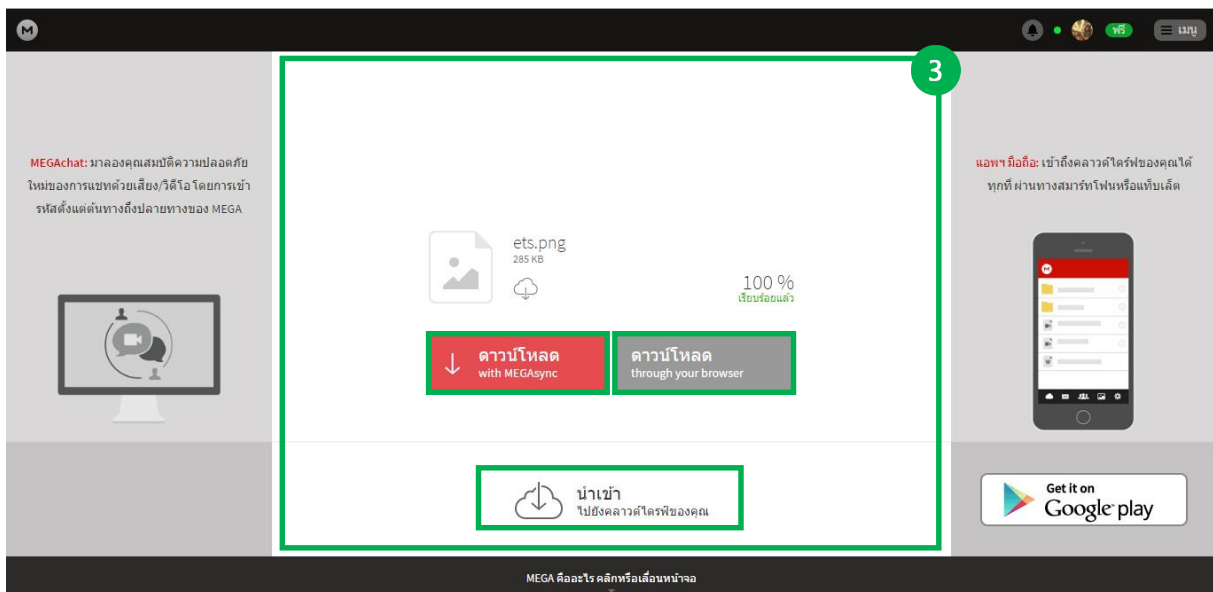 M
ฟรี
เมนู
3
MEGAchat: มาลองคุณสมบัติความปลอดภัย
ใหม่ของการแชทด้วยเสียง/วิดีโอ โดยการเข้า
รหัสตั้งแต่ต้นทางถึงปลายทางของ MEGA
แอพฯ มือถือ: เข้าถึงคลาวด์ไดร์ฟของคุณได้
ทุกที่ ผ่านทางสมาร์ทโฟนหรือแท็บเล็ต
ets.png
285 KB
100 %
เรียบร้อยแล้ว
ดาวน์โหลด
with MEGAsync
ดาวน์โหลด
through your browser
นำเข้า
ไปยังคลาวด์ไดรฟ์ของคุณ
Get it on
Google play
MEGA คืออะไร คลิกหรือเลื่อนหน้าจอ